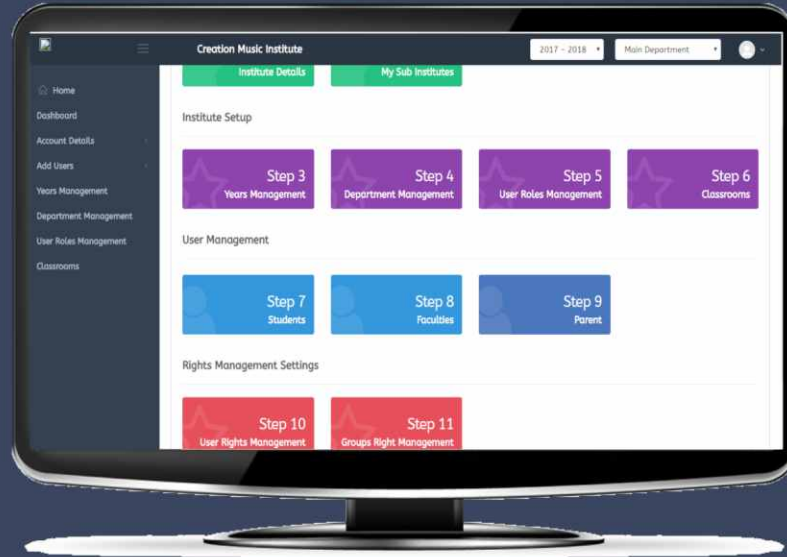 Creation Music Institute
2017 - 2018
Main Department
Home
Dashboard
Account Details
Add Users
Years Management
Department Management
User Roles Management
Classrooms
Institute Details
My Sub Institutes
Institute Setup
Step 3
Years Management
Step 4
Department Management
Step 5
User Roles Management
Step 6
Classrooms
User Management
Step 7
Students
Step 8
Faculties
Step 9
Parent
Rights Management Settings
Step 10
User Rights Management
Step 11
Groups Right Management